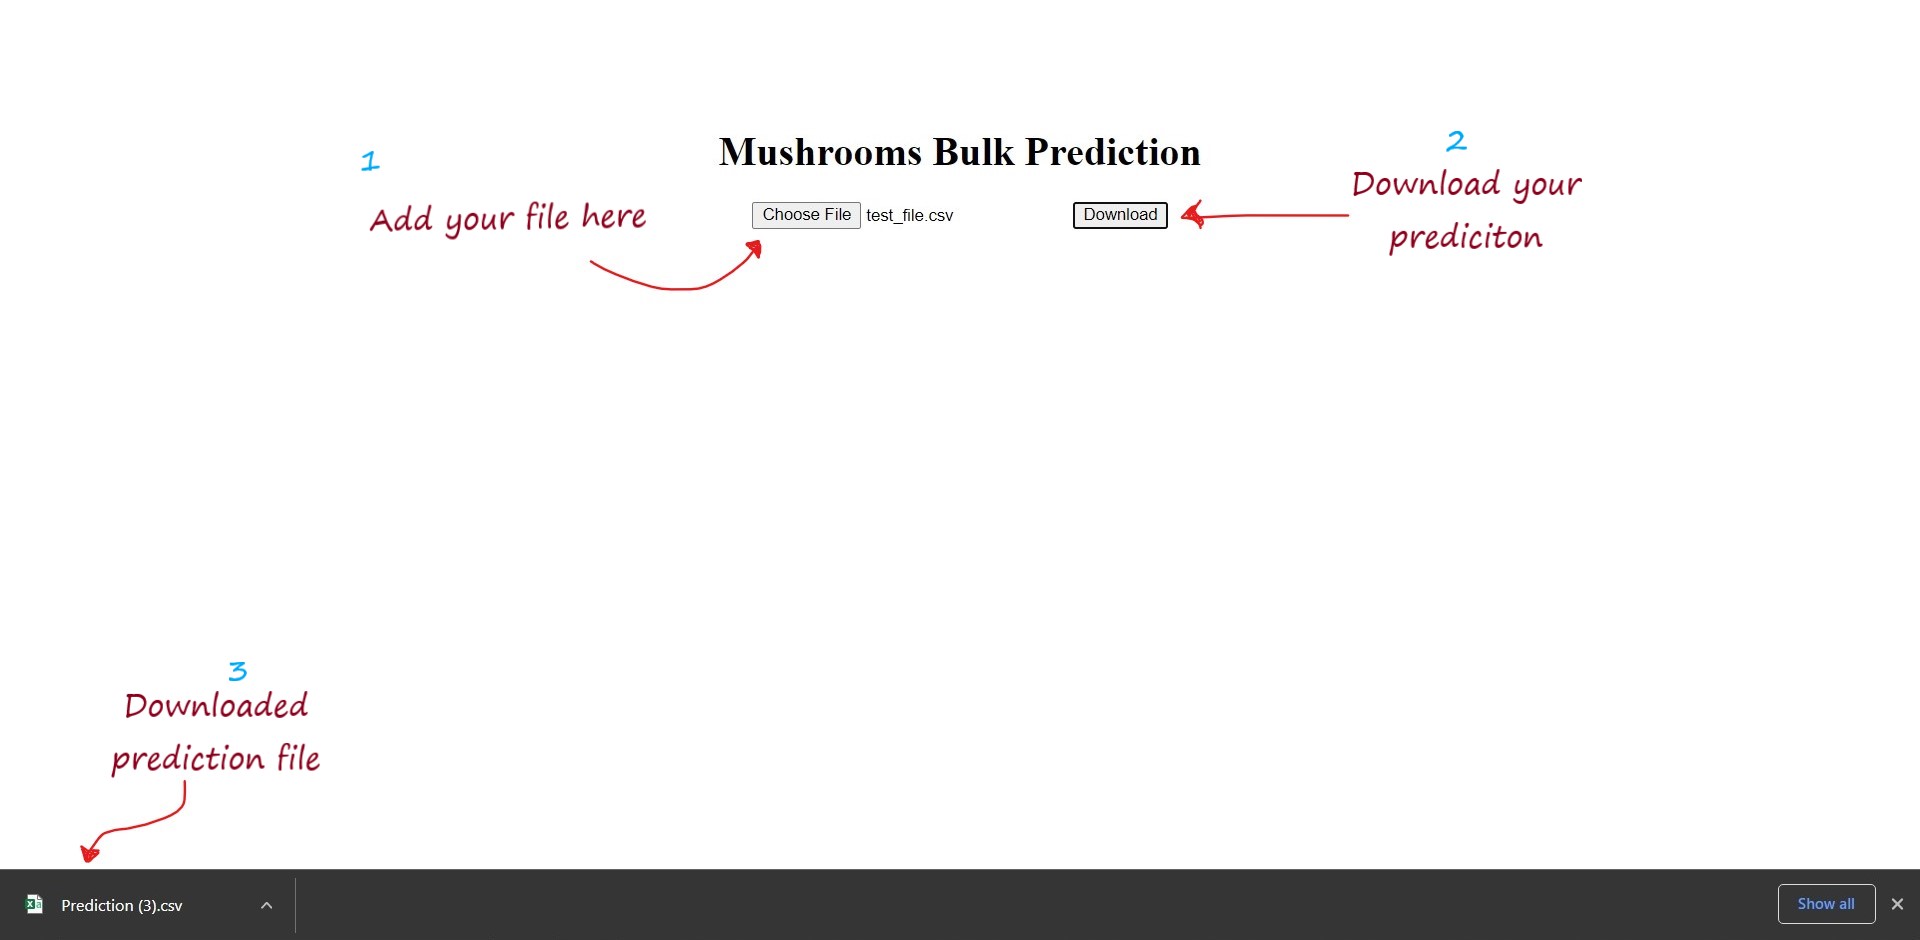 Mushrooms Bulk Prediction
1
Add your file here
Choose File test_file.csv
Download
2
Download your
prediciton
3
Downloaded
prediction file
Prediction (3).csv
Show all